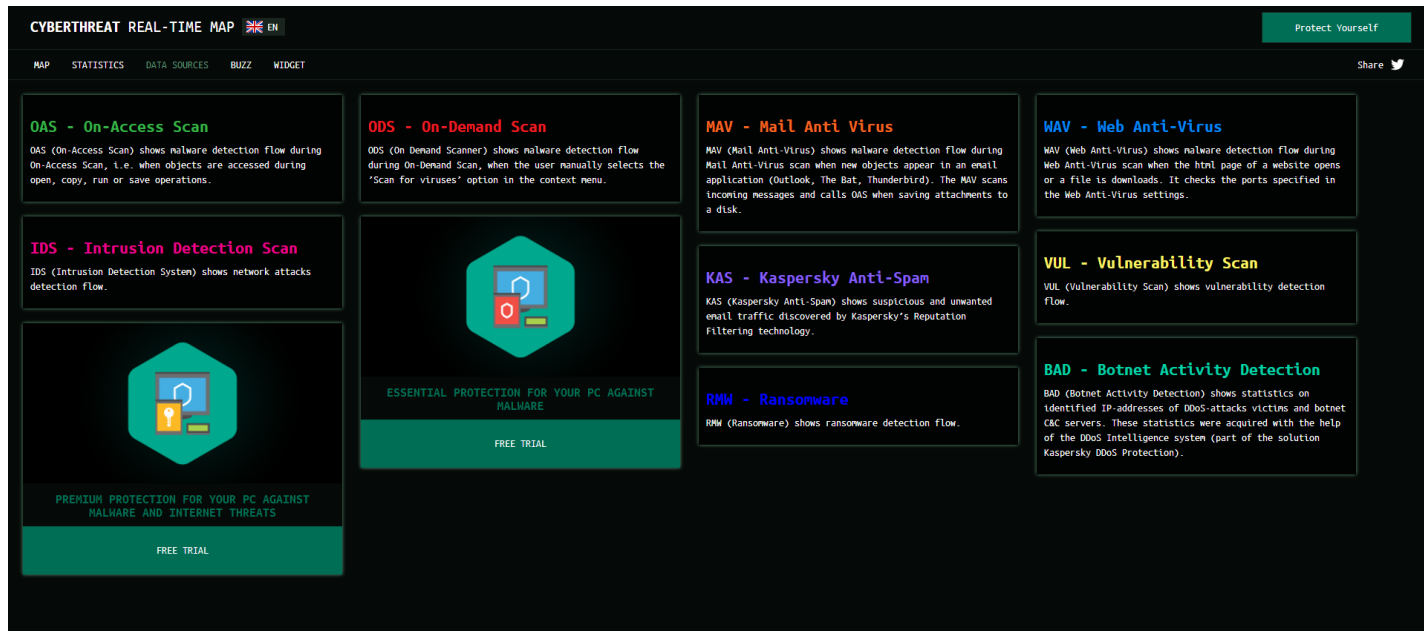 CYBERTHREAT REAL-TIME MAP EN
Protect Yourself
MAP STATISTICS DATA SOURCES BUZZ WIDGET
Share
OAS - On-Access Scan
OAS (On-Access Scan) shows malware detection flow during
On-Access Scan, i.e. when objects are accessed during
open, copy, run or save operations.
IDS - Intrusion Detection Scan
IDS (Intrusion Detection System) shows network attacks
detection flow.
PREMIUM PROTECTION FOR YOUR PC AGAINST
MALWARE AND INTERNET THREATS
FREE TRIAL
ODS - On-Demand Scan
ODS (On Demand Scanner) shows malware detection flow
during On-Demand Scan, when the user manually selects the
'Scan for viruses' option in the context menu.
ESSENTIAL PROTECTION FOR YOUR PC AGAINST
MALWARE
FREE TRIAL
MAV - Mail Anti Virus
MAV (Mail Anti-Virus) shows malware detection flow during
Mail Anti-Virus scan when new objects appear in an email
application (Outlook, The Bat, Thunderbird). The MAV scans
incoming messages and calls OAS when saving attachments to
a disk.
KAS - Kaspersky Anti-Spam
KAS (Kaspersky Anti-Spam) shows suspicious and unwanted
email traffic discovered by Kaspersky's Reputation
Filtering technology.
RMW - Ransomware
RMW (Ransomware) shows ransomware detection flow.
WAV - Web Anti-Virus
WAV (Web Anti-Virus) shows malware detection flow during
Web Anti-Virus scan when the html page of a website opens
or a file is downloads. It checks the ports specified in
the Web Anti-Virus settings.
VUL - Vulnerability Scan
VUL (Vulnerability Scan) shows vulnerability detection
flow.
BAD - Botnet Activity Detection
BAD (Botnet Activity Detection) shows statistics on
identified IP-addresses of DDoS-attacks victims and botnet
C&C servers. These statistics were acquired with the help
of the DDoS Intelligence system (part of the solution
Kaspersky DDoS Protection).